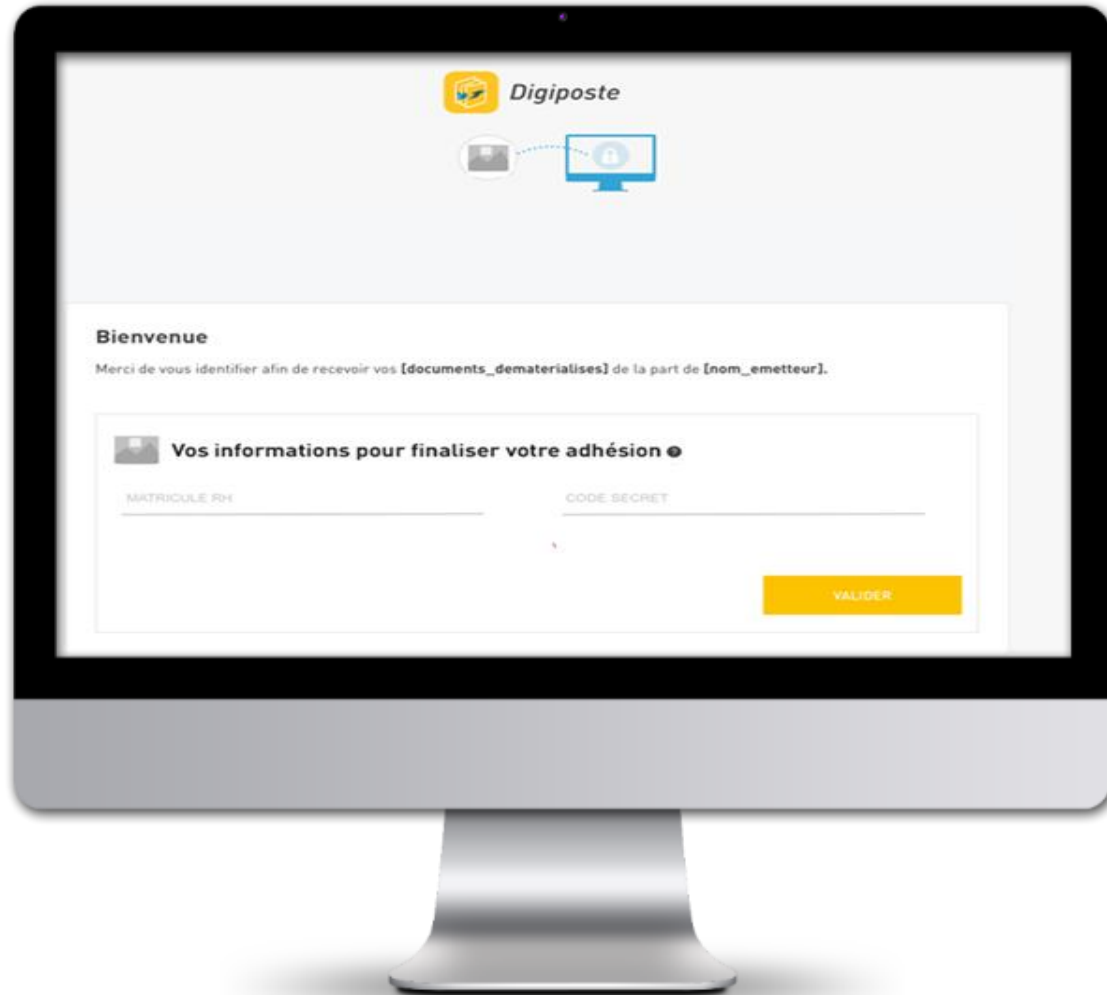 Digiposte
Bienvenue
Merci de vous identifier afin de recevoir vos [documents_dematerialises] de la part de [nom_emetteur].
Vos informations pour finaliser votre adhésion ?
MATRICULE RH
CODE SECRET
VALIDER